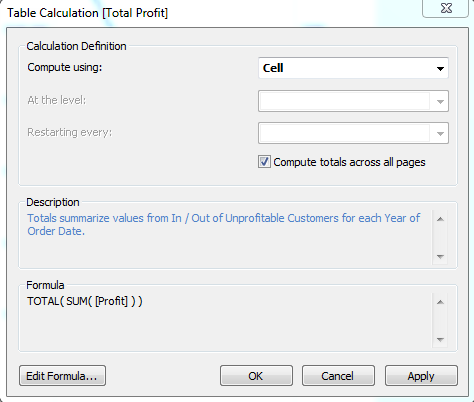 Table Calculation [Total Profit]
Calculation Definition
Compute using:
Cell
At the level:
Restarting every:
Compute totals across all pages
Description
Totals summarize values from In / Out of Unprofitable Customers for each Year of
Order Date.
Formula
TOTAL( SUM( [Profit] ) )
Edit Formula...
OK
Cancel
Apply